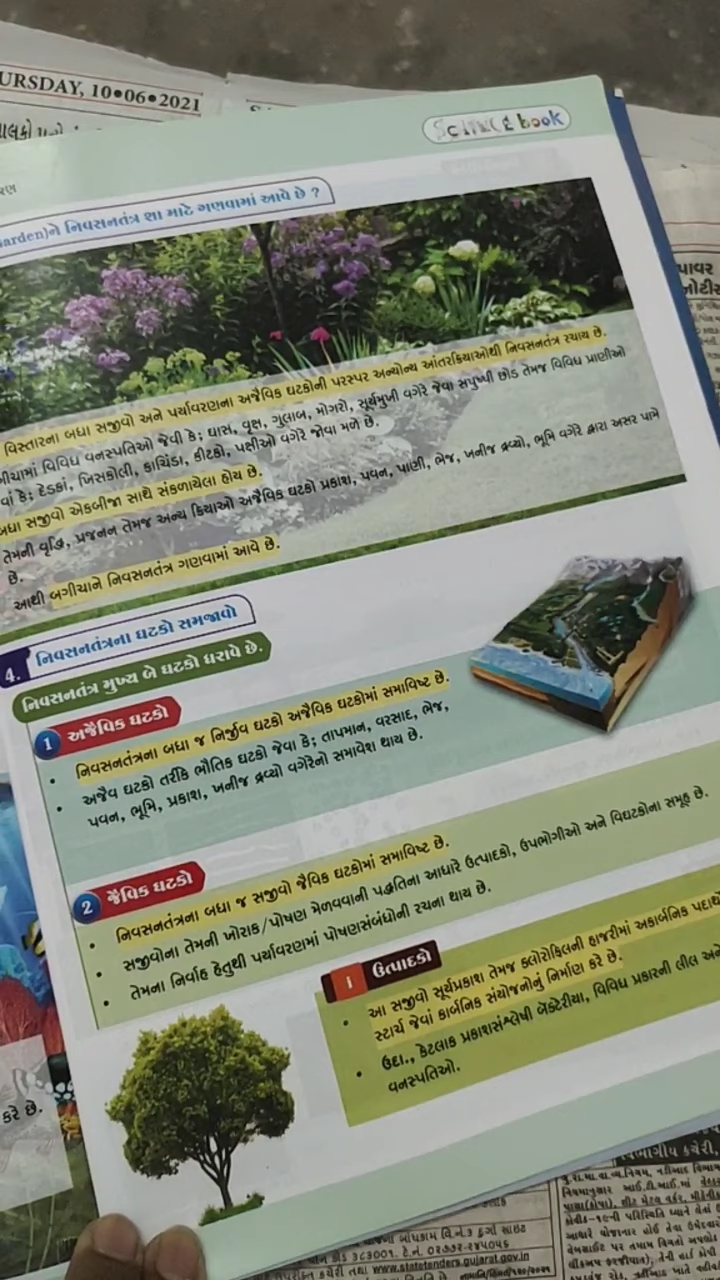 URSDAY, 10•06•2021
Science book
રણ
arden)ને નિવસનતંત્ર શા માટે ગણવામાં આવે છે ?
વિસ્તારના બધા સજીવો અને પર્યાવરણના અજૈવિક ઘટકોની પરસ્પર અન્યોન્ય આંતરક્રિયાઓથી નિવસનતંત્ર રચાય છે.
ીચામાં વિવિધ વનસ્પતિઓ જેવી કે; ઘાસ, વૃક્ષ, ગુલાબ, મોગરો, સૂર્યમુખી વગેરે જેવા સપુષ્પી છોડ તેમજ વિવિધ પ્રાણીઓ
વાં કે; દેડકાં, ખિસકોલી, કાચિંડા, કીટકો, પક્ષીઓ વગેરે જોવા મળે છે.
બધા સજીવો એકબીજા સાથે સંકળાયેલા હોય છે.
તેમની વૃદ્ધિ, પ્રજનન તેમજ અન્ય ક્રિયાઓ અજૈવિક ઘટકો પ્રકાશ, પવન, પાણી, ભેજ, ખનીજ દ્રવ્યો, ભૂમિ વગેરે દ્વારા અસર પામે
છે.
આથી બગીચાને નિવસનતંત્ર ગણવામાં આવે છે.
4. નિવસનતંત્રના ઘટકો સમજાવો
નિવસનતંત્ર મુખ્ય બે ઘટકો ધરાવે છે.
1 અજૈવિક ઘટકો
• નિવસનતંત્રના બધા જ નિર્જીવ ઘટકો અજૈવિક ઘટકોમાં સમાવિષ્ટ છે.
• અજૈવ ઘટકો તરીકે ભૌતિક ઘટકો જેવા કે; તાપમાન, વરસાદ, ભેજ,
પવન, ભૂમિ, પ્રકાશ, ખનીજ દ્રવ્યો વગેરેનો સમાવેશ થાય છે.
2 જૈવિક ઘટકો
• નિવસનતંત્રના બધા જ સજીવો જૈવિક ઘટકોમાં સમાવિષ્ટ છે.
• સજીવોના તેમની ખોરાક/પોષણ મેળવવાની પદ્ધતિના આધારે ઉત્પાદકો, ઉપભોગીઓ અને વિઘટકોના સમૂહ છે.
• તેમના નિર્વાહ હેતુથી પર્યાવરણમાં પોષણસંબંધોની રચના થાય છે.
i ઉત્પાદકો
• આ સજીવો સૂર્યપ્રકાશ તેમજ ક્લોરોફિલની હાજરીમાં અકાર્બનિક પદાર્થો
સ્ટાર્ચ જેવાં કાર્બનિક સંયોજનોનું નિર્માણ કરે છે.
• ઉદા., કેટલાક પ્રકાશસંશ્લેષી બૅક્ટેરીયા, વિવિધ પ્રકારની લીલ અને
વનસ્પતિઓ.
કરે છે.
પાવર
www.statetenders.gujarat.gov.in